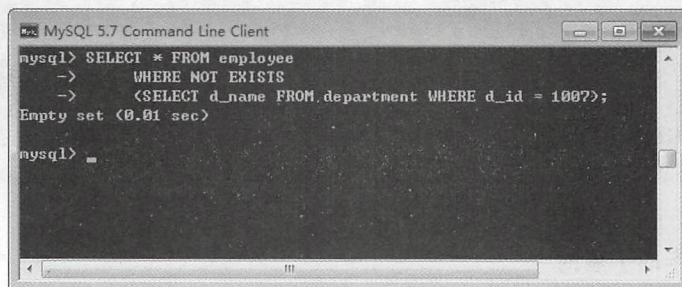 MySQL 5.7 Command Line Client
mysql> SELECT * FROM employee
    ->       WHERE NOT EXISTS
    ->       (SELECT d_name FROM department WHERE d_id = 1007);
Empty set (0.01 sec)
mysql>